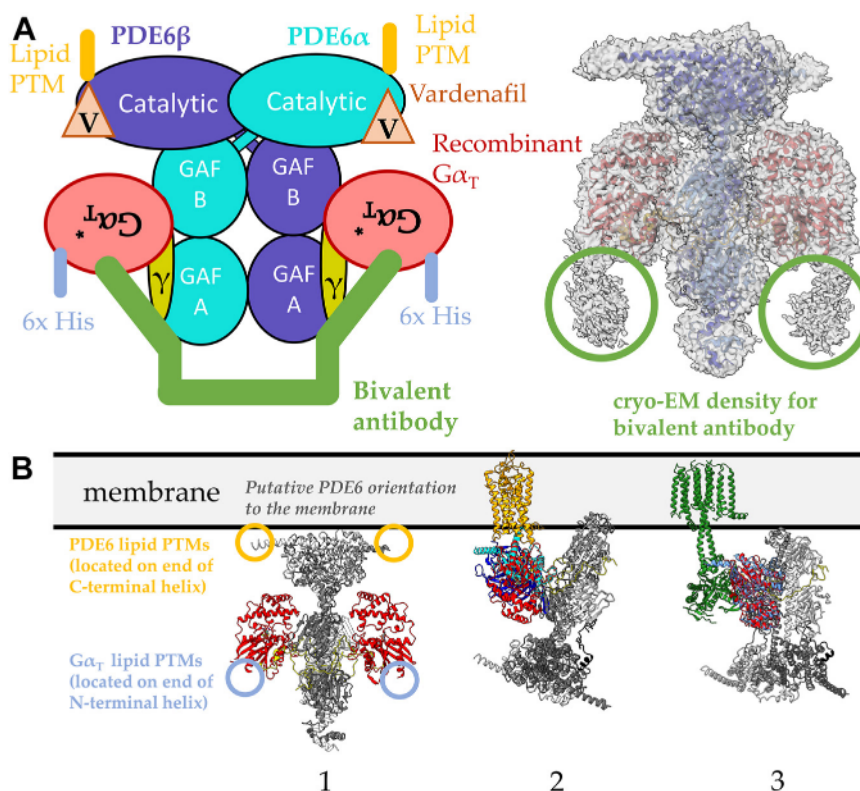 A
Lipid
PTM
PDE6β
PDE6α
Lipid
PTM
Catalytic
Catalytic
Vardenafil
V
V
GAF
B
GAF
B
Recombinant
GαT
GαT*
GαT*
γ
γ
GAF
A
GAF
A
6x His
6x His
Bivalent
antibody
cryo-EM density for
bivalent antibody
B
membrane
Putative PDE6 orientation
to the membrane
PDE6 lipid PTMs
(located on end of
C-terminal helix)
GαT lipid PTMs
(located on end of
N-terminal helix)
1
2
3